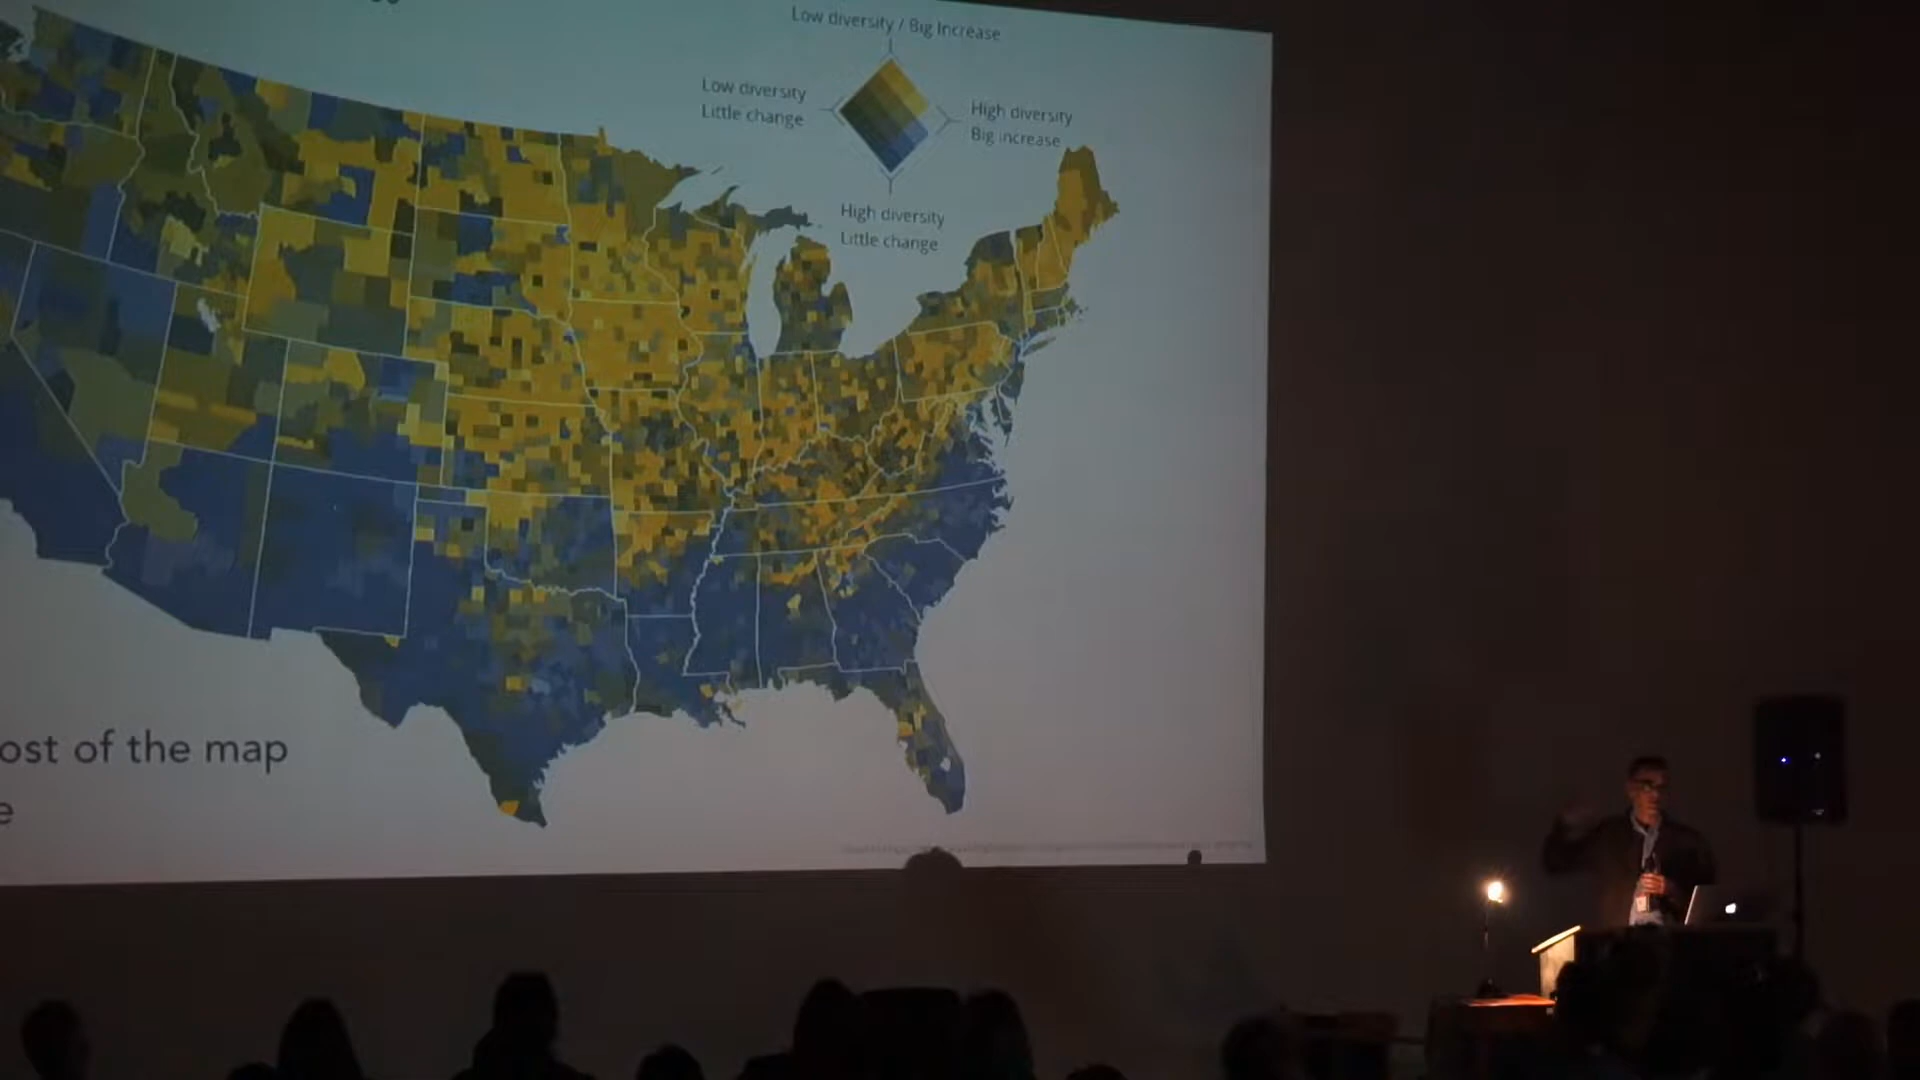 Low diversity / Big Increase
Low diversity
Little change
High diversity
Big increase
High diversity
Little change
ost of the map
e